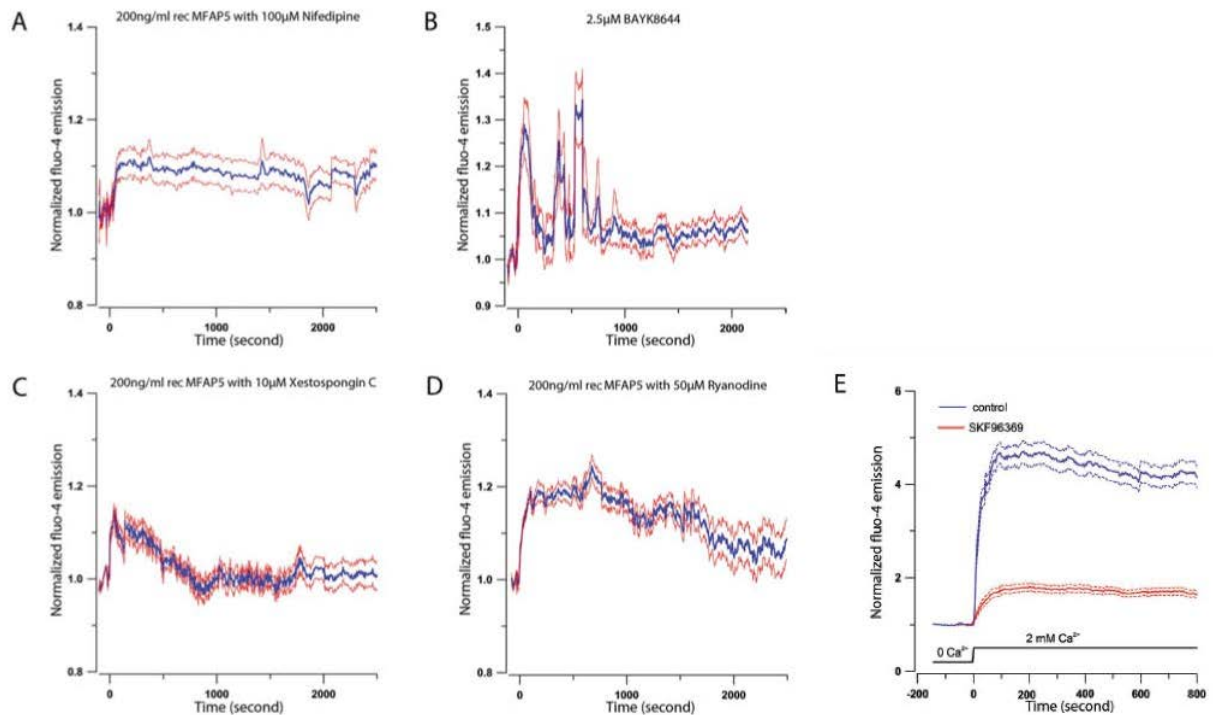 A
200ng/ml rec MFAP5 with 100µM Nifedipine
1.4
1.2
1.0
0.8
Normalized fluo-4 emission
0
1000
2000
Time (second)
B
2.5µM BAYK8644
1.5
1.4
1.3
1.2
1.1
1.0
0.9
Normalized fluo-4 emission
0
1000
2000
Time (second)
C
200ng/ml rec MFAP5 with 10µM Xestospongin C
1.4
1.2
1.0
0.8
Normalized fluo-4 emission
0
1000
2000
Time (second)
D
200ng/ml rec MFAP5 with 50µM Ryanodine
1.4
1.2
1.0
0.8
Normalized fluo-4 emission
0
1000
2000
Time (second)
E
6
4
2
0
Normalized fluo-4 emission
control
SKF96369
0 Ca²⁺
2 mM Ca²⁺
-200
0
200
400
600
800
Time (second)